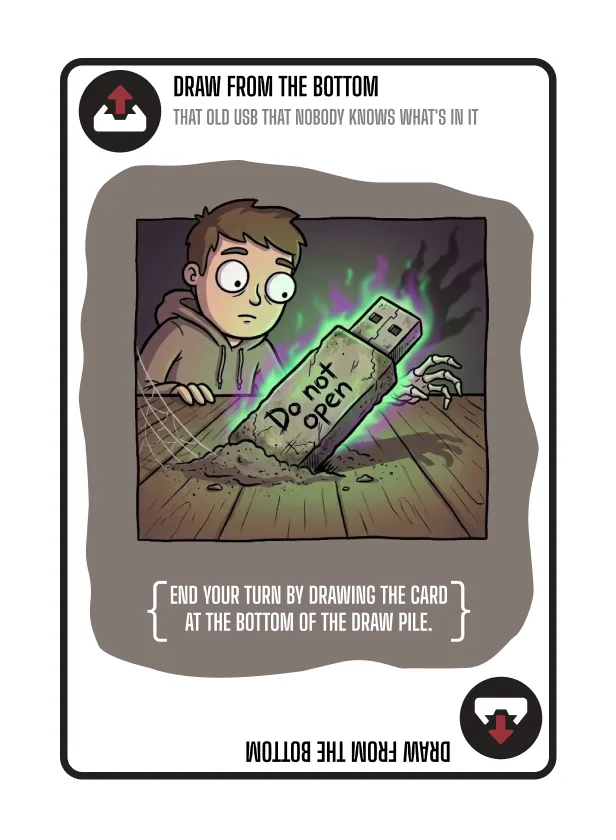 DRAW FROM THE BOTTOM
THAT OLD USB THAT NOBODY KNOWS WHAT'S IN IT
Do not
open
END YOUR TURN BY DRAWING THE CARD
AT THE BOTTOM OF THE DRAW PILE.
DRAW FROM THE BOTTOM